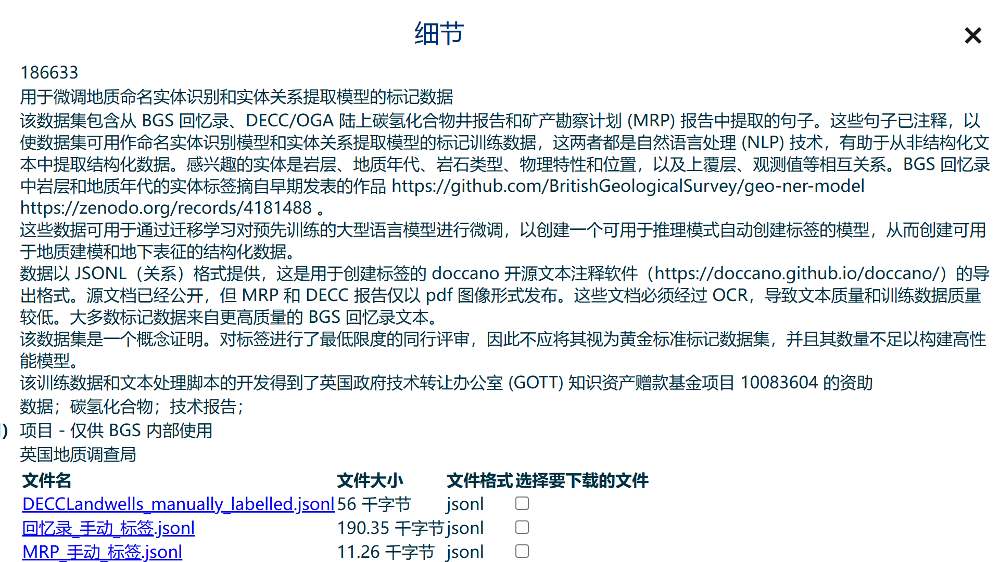 细节
186633
用于微调地质命名实体识别和实体关系提取模型的标记数据
该数据集包含从 BGS 回忆录、DECC/OGA 陆上碳氢化合物井报告和矿产勘察计划 (MRP) 报告中提取的句子。这些句子已注释，以
使数据集可用作命名实体识别模型和实体关系提取模型的标记训练数据，这两者都是自然语言处理 (NLP) 技术，有助于从非结构化文
本中提取结构化数据。感兴趣的实体是岩层、地质年代、岩石类型、物理特性和位置，以及上覆层、观测值等相互关系。BGS 回忆录
中岩层和地质年代的实体标签摘自早期发表的作品 https://github.com/BritishGeologicalSurvey/geo-ner-model
https://zenodo.org/records/4181488 。
这些数据可用于通过迁移学习对预先训练的大型语言模型进行微调，以创建一个可用于推理模式自动创建标签的模型，从而创建可用
于地质建模和地下表征的结构化数据。
数据以 JSONL（关系）格式提供，这是用于创建标签的 doccano 开源文本注释软件（https://doccano.github.io/doccano/）的导
出格式。源文档已经公开，但 MRP 和 DECC 报告仅以 pdf 图像形式发布。这些文档必须经过 OCR，导致文本质量和训练数据质量
较低。大多数标记数据来自更高质量的 BGS 回忆录文本。
该数据集是一个概念证明。对标签进行了最低限度的同行评审，因此不应将其视为黄金标准标记数据集，并且其数量不足以构建高性
能模型。
该训练数据和文本处理脚本的开发得到了英国政府技术转让办公室 (GOTT) 知识资产赠款基金项目 10083604 的资助
数据；碳氢化合物；技术报告；
) 项目 - 仅供 BGS 内部使用
英国地质调查局
文件名 文件大小 文件格式 选择要下载的文件
DECCLandwells_manually_labelled.jsonl 56 千字节 jsonl
回忆录_手动_标签.jsonl 190.35 千字节 jsonl
MRP_手动_标签.jsonl 11.26 千字节 jsonl